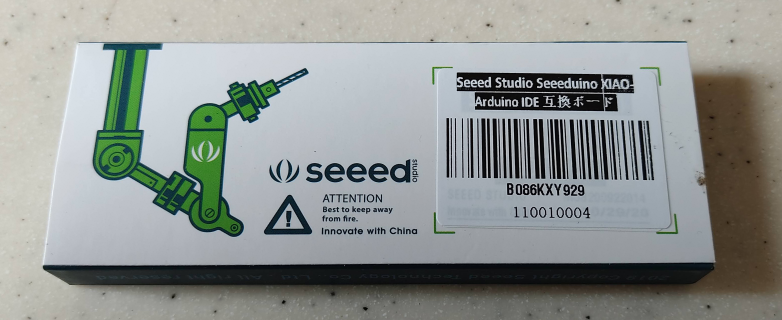 seeed studio
ATTENTION
Best to keep away
from fire.
Innovate with China
Seeed Studio Seeeduino XIAO-
Arduino IDE 互換ボード
B086KXY929
110010004